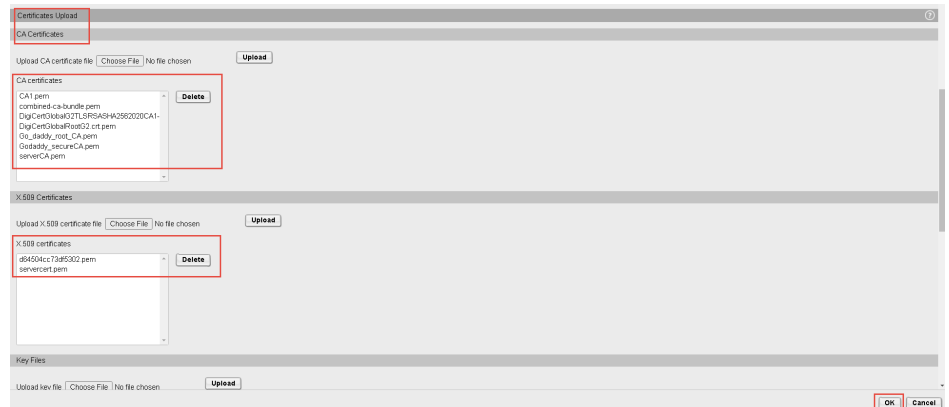 Certificates Upload
?
CA Certificates
Upload CA certificate file Choose File No file chosen Upload
CA certificates
CA1.pem
combined-ca-bundle.pem
DigiCertGlobalG2TLSRSASHA2562020CA1-
DigiCertGlobalRootG2.crt.pem
Go_daddy_root_CA.pem
Godaddy_secureCA.pem
serverCA.pem
Delete
X.509 Certificates
Upload X.509 certificate file Choose File No file chosen Upload
X.509 certificates
d64504cc73df5302.pem
servercert.pem
Delete
Key Files
Upload key file Choose File No file chosen Upload
OK Cancel